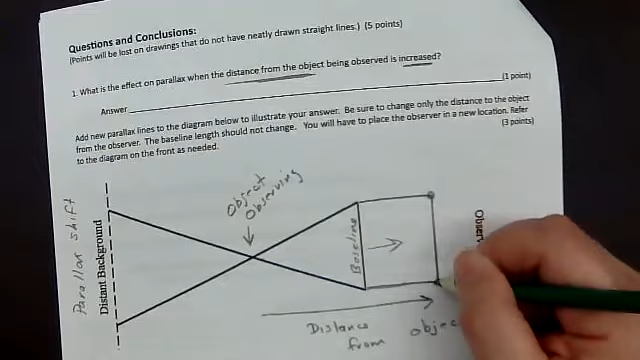 Questions and Conclusions:
(Points will be lost on drawings that do not have neatly drawn straight lines.) (5 points)
1. What is the effect on parallax when the distance from the object being observed is increased?
Answer (1 point)
Add new parallax lines to the diagram below to illustrate your answer. Be sure to change only the distance to the object
from the observer. The baseline length should not change. You will have to place the observer in a new location. Refer
to the diagram on the front as needed. (3 points)
Parallax shift
Distant Background
Object
Observing
Baseline
Observ
Distance
from
object